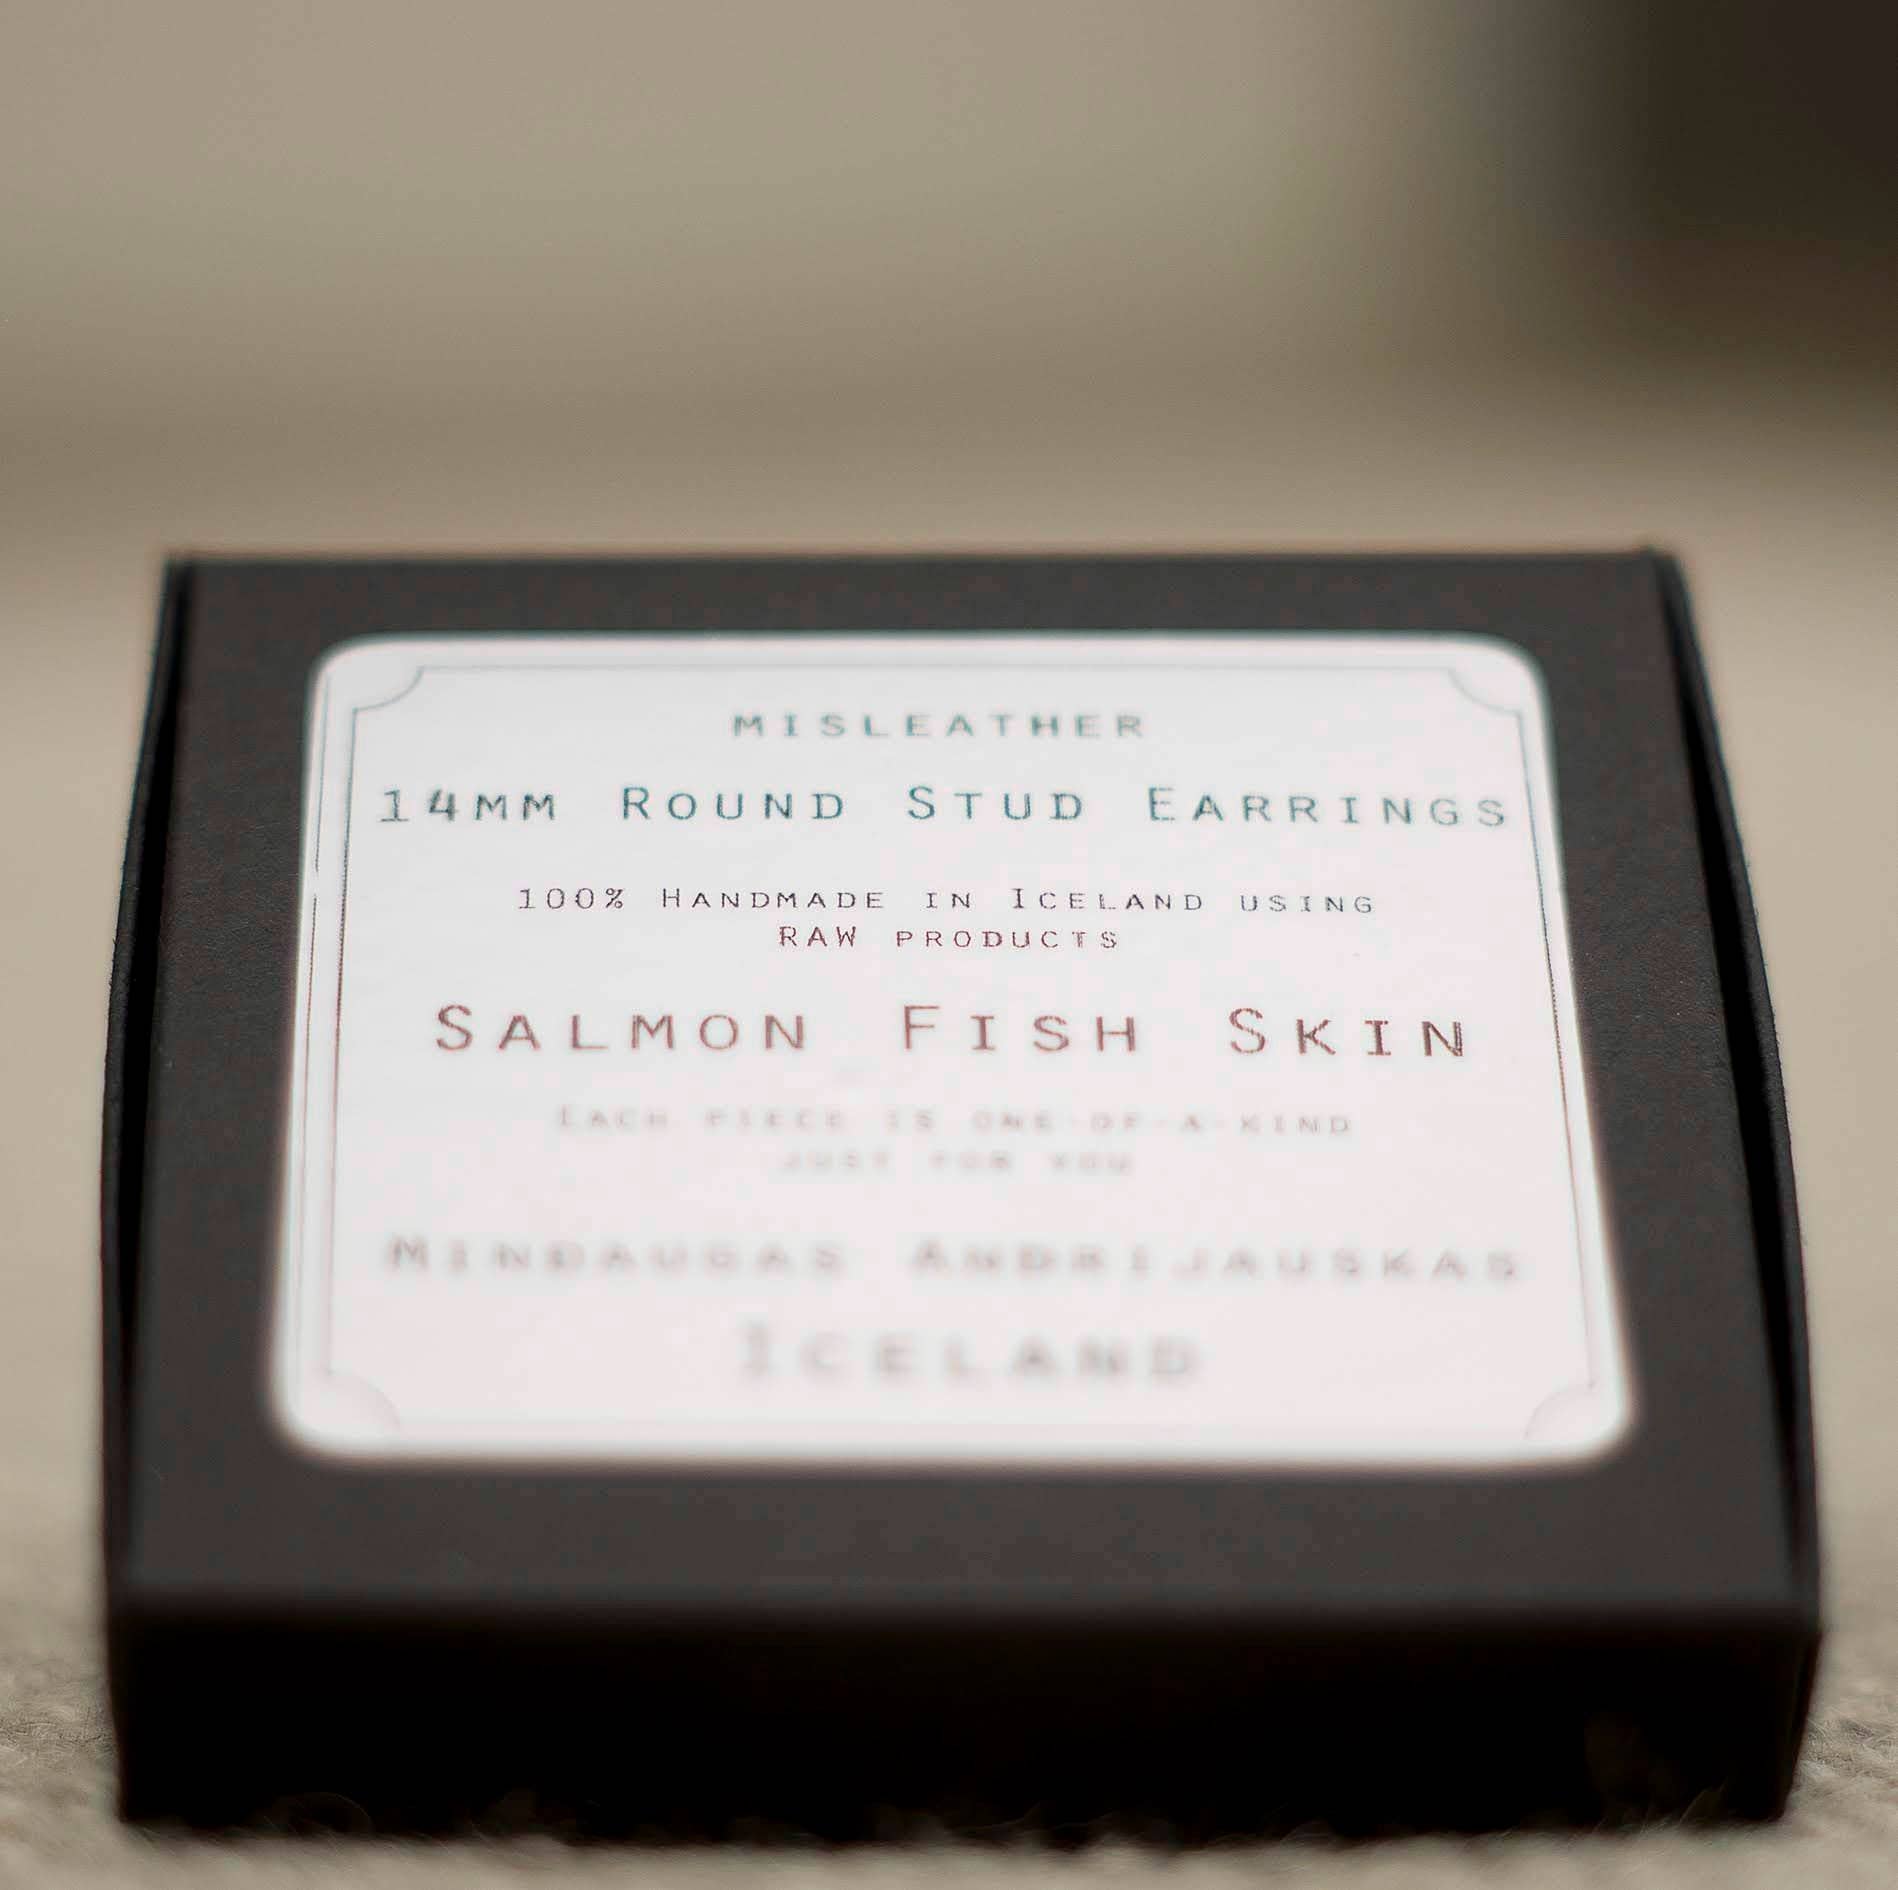 MISLEATHER
14MM ROUND STUD EARRINGS
100% HANDMADE IN ICELAND USING
RAW PRODUCTS
SALMON FISH SKIN
EACH PIECE IS ONE-OF-A-KIND
JUST FOR YOU
MINDAUGAS ANDRIJAUSKAS
ICELAND